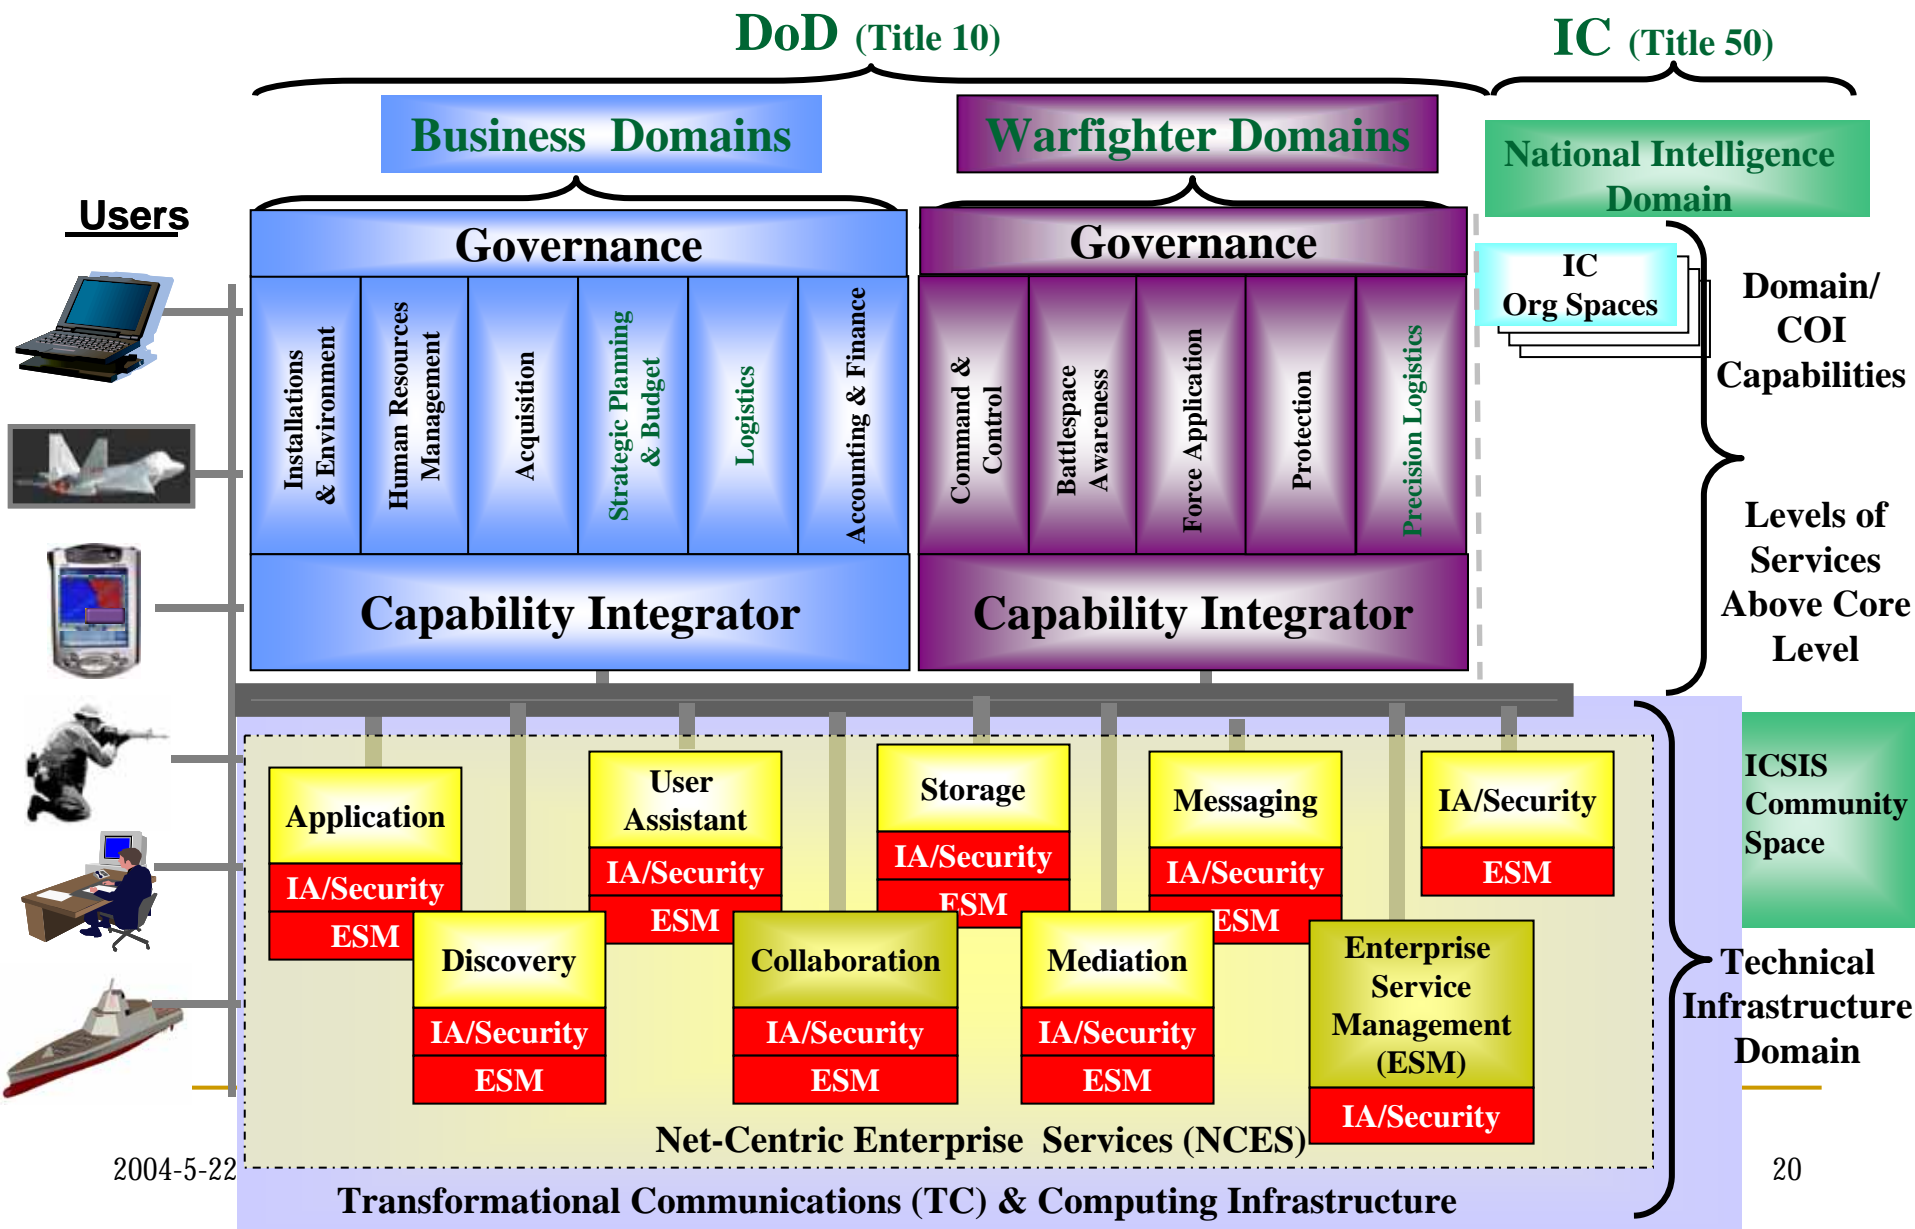 DoD (Title 10)
IC (Title 50)
Business Domains
Warfighter Domains
National Intelligence
Domain
Users
Governance
Installations
& Environment
Human Resources
Management
Acquisition
Strategic Planning
& Budget
Logistics
Accounting & Finance
Capability Integrator
Governance
Command &
Control
Battlespace
Awareness
Force Application
Protection
Precision Logistics
Capability Integrator
IC
Org Spaces
Domain/
COI
Capabilities
Levels of
Services
Above Core
Level
Application
IA/Security
ESM
Discovery
IA/Security
ESM
User
Assistant
IA/Security
ESM
Collaboration
IA/Security
ESM
Storage
IA/Security
ESM
Mediation
IA/Security
ESM
Messaging
IA/Security
ESM
Enterprise
Service
Management
(ESM)
IA/Security
IA/Security
ESM
ICSIS
Community
Space
Technical
Infrastructure
Domain
Net-Centric Enterprise Services (NCES)
Transformational Communications (TC) & Computing Infrastructure
2004-5-22
20